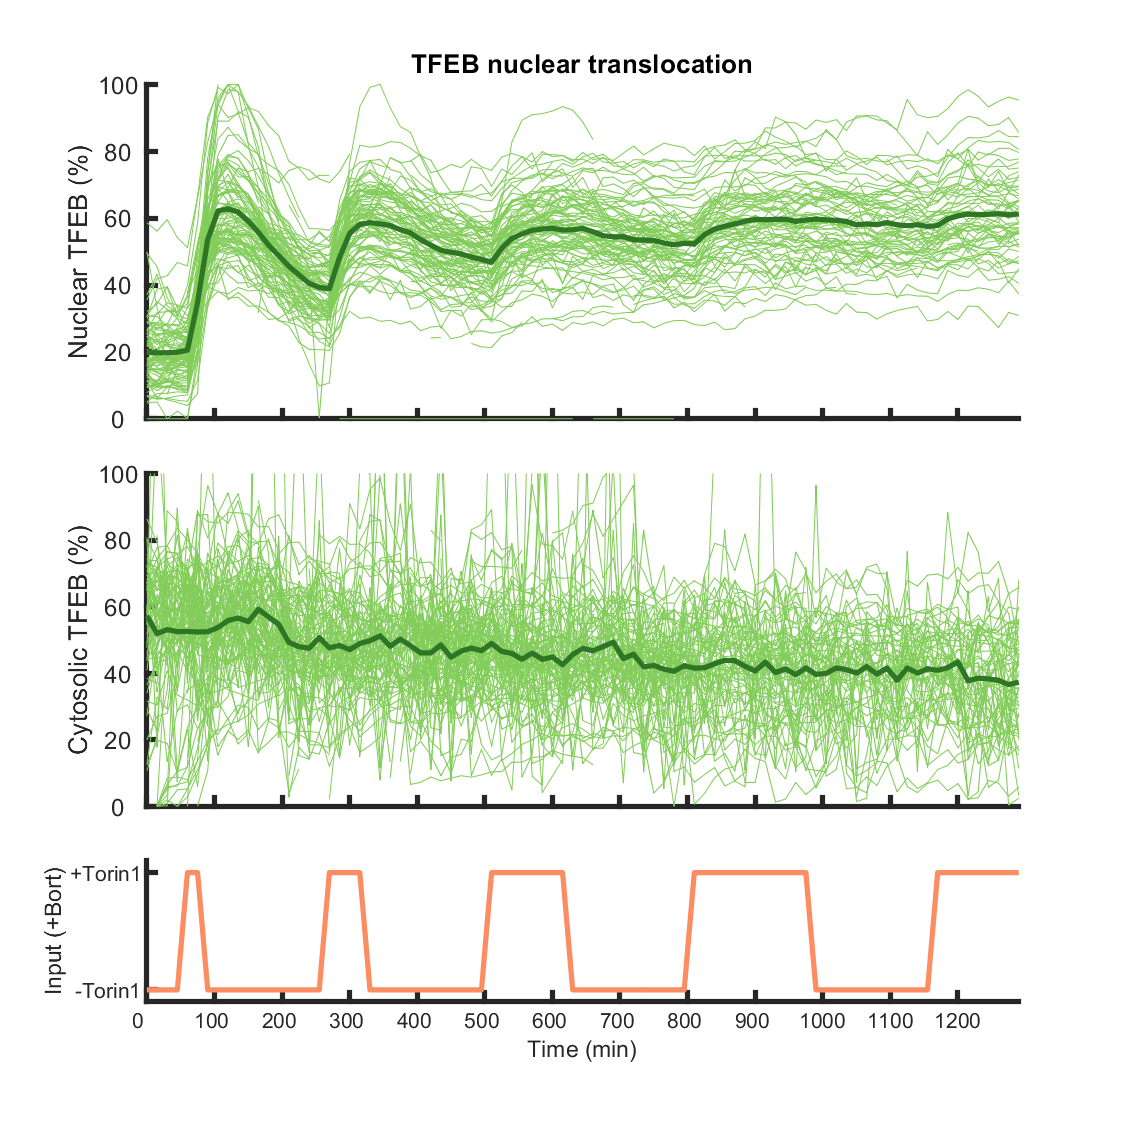 TFEB nuclear translocation
Nuclear TFEB (%)
100
80
60
40
20
0
Cytosolic TFEB (%)
100
80
60
40
20
0
Input (+Bort)
+Torin1
-Torin1
0 100 200 300 400 500 600 700 800 900 1000 1100 1200
Time (min)